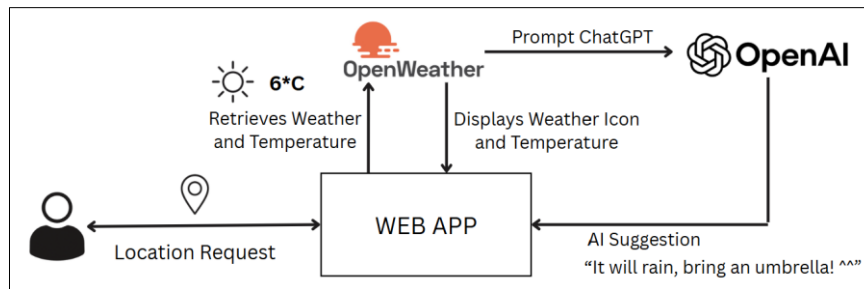 Prompt ChatGPT
OpenWeather
OpenAI
6*C
Retrieves Weather
and Temperature
Displays Weather Icon
and Temperature
WEB APP
Location Request
AI Suggestion
“It will rain, bring an umbrella! ^^”